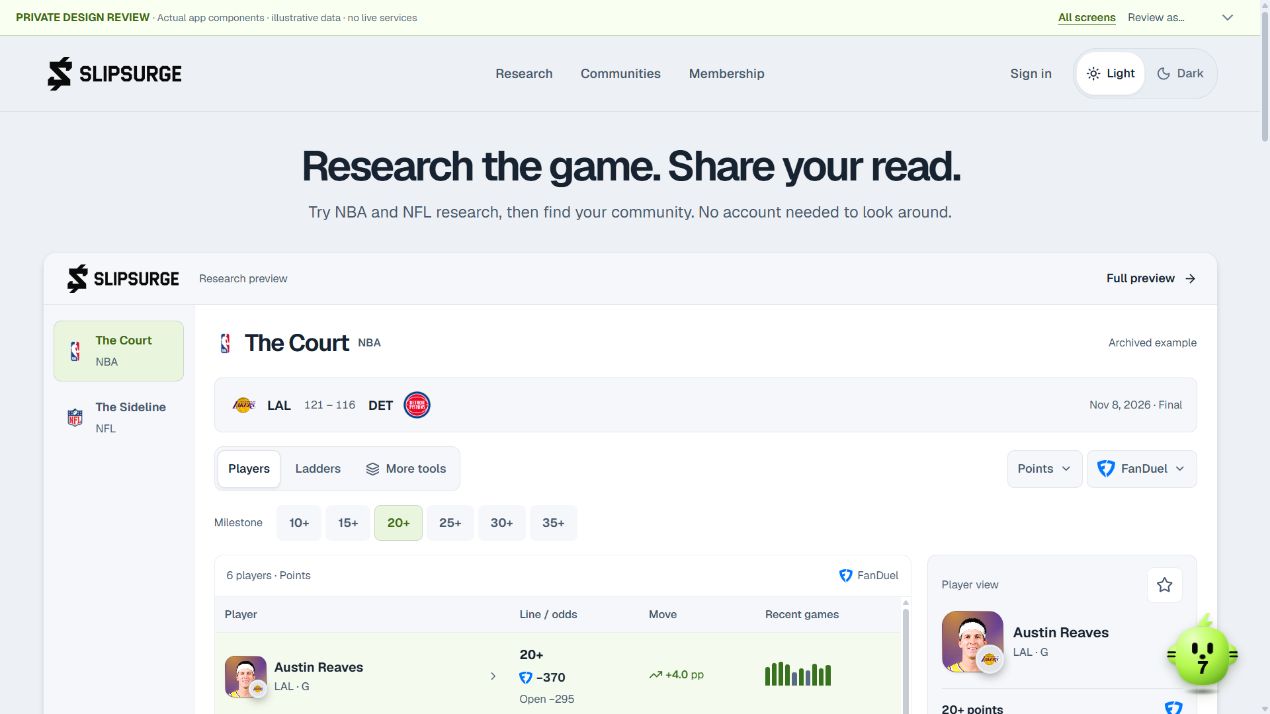 PRIVATE DESIGN REVIEW · Actual app components · illustrative data · no live services
All screens
Review as...
SLIPSURGE
Research
Communities
Membership
Sign in
Light
Dark
Research the game. Share your read.
Try NBA and NFL research, then find your community. No account needed to look around.
SLIPSURGE
Research preview
Full preview
The Court
NBA
The Sideline
NFL
The Court NBA
Archived example
LAL 121 – 116 DET
Nov 8, 2026 · Final
Players
Ladders
More tools
Points
FanDuel
Milestone
10+
15+
20+
25+
30+
35+
6 players · Points
FanDuel
Player
Line / odds
Move
Recent games
Austin Reaves
LAL · G
20+
−370
Open −295
+4.0 pp
Player view
Austin Reaves
LAL · G
20+ points
7